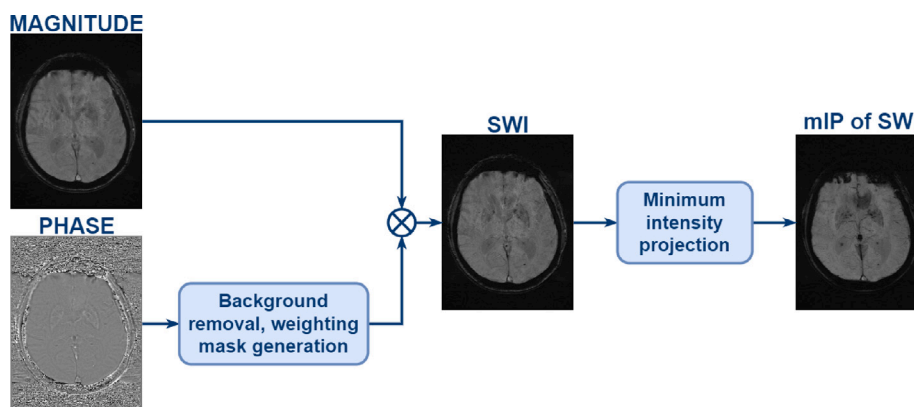 MAGNITUDE
PHASE
Background
removal, weighting
mask generation
SWI
Minimum
intensity
projection
mIP of SW